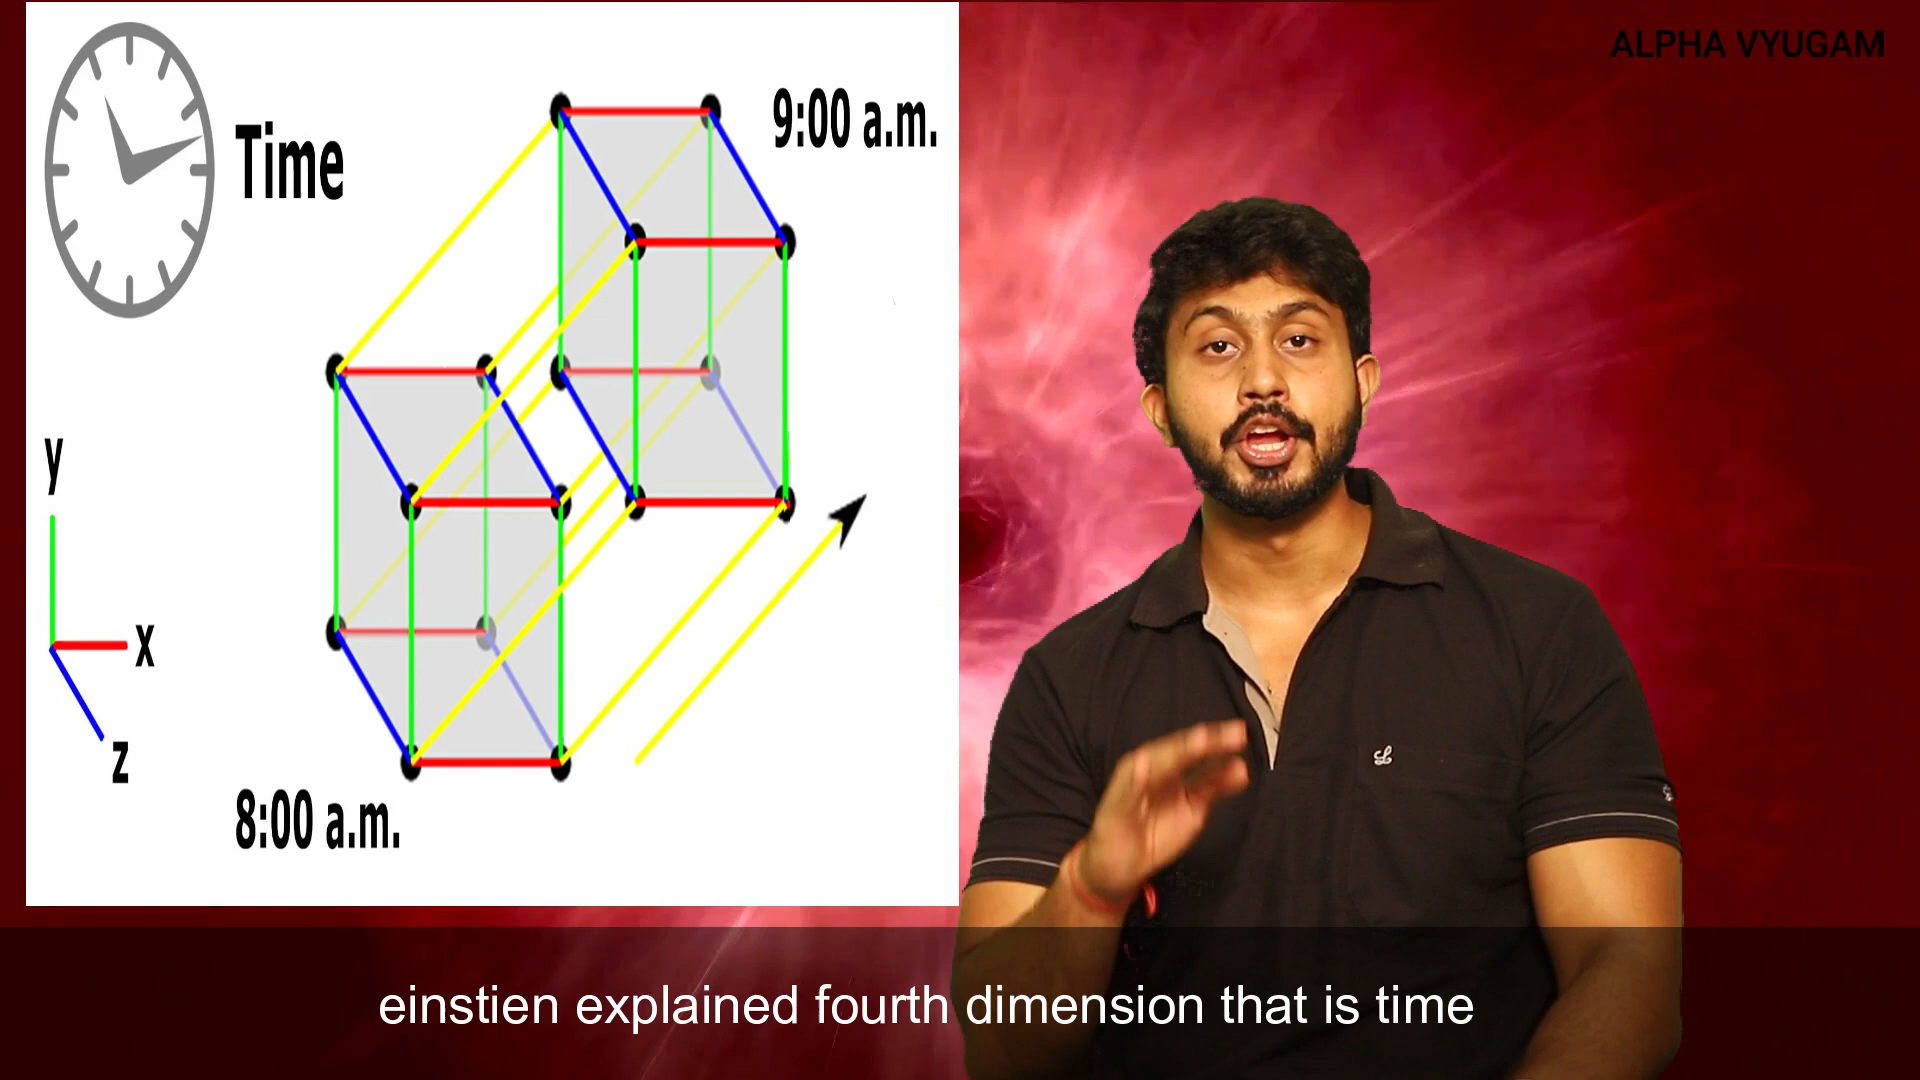 ALPHA VYUGAM
9:00 a.m.
Time
y
x
z
8:00 a.m.
einstien explained fourth dimension that is time